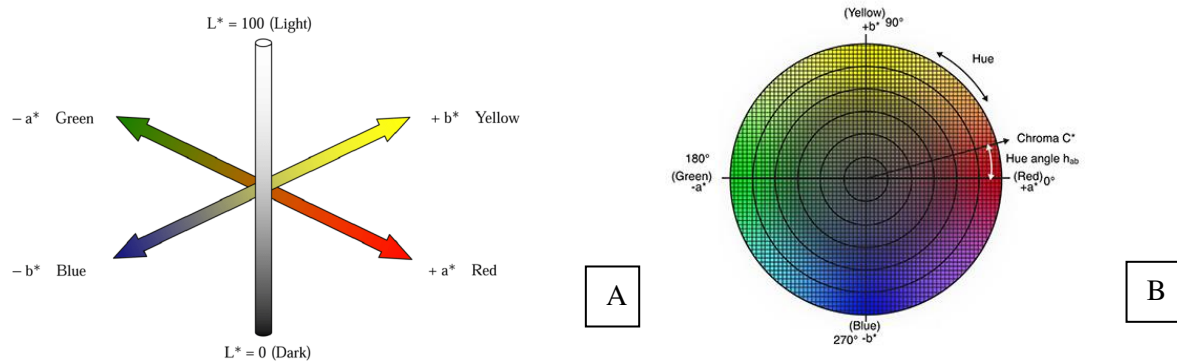 L* = 100 (Light)
− a* Green
+ b* Yellow
− b* Blue
+ a* Red
L* = 0 (Dark)
A
(Yellow)
+b* 90°
Hue
Chroma C*
Hue angle hab
180°
(Green)
-a*
(Red)
+a* 0°
(Blue)
270° -b*
B